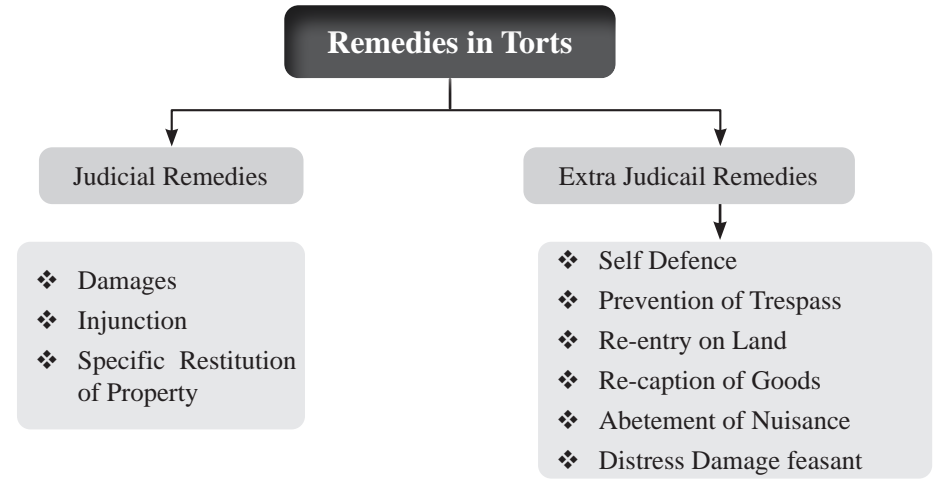 Remedies in Torts
Judicial Remedies
❖ Damages
❖ Injunction
❖ Specific Restitution
of Property
Extra Judicail Remedies
❖ Self Defence
❖ Prevention of Trespass
❖ Re-entry on Land
❖ Re-caption of Goods
❖ Abetement of Nuisance
❖ Distress Damage feasant